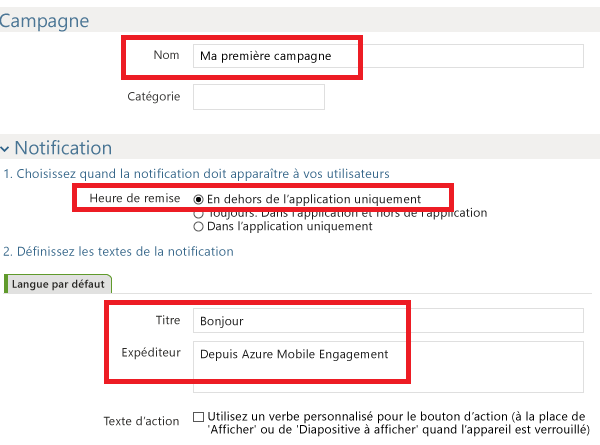 Campagne
Nom Ma première campagne
Catégorie
Notification
1. Choisissez quand la notification doit apparaître à vos utilisateurs
Heure de remise En dehors de l'application uniquement
Toujours. Dans l'application et hors de l'application
Dans l'application uniquement
2. Définissez les textes de la notification
Langue par défaut
Titre Bonjour
Expéditeur Depuis Azure Mobile Engagement
Texte d'action Utilisez un verbe personnalisé pour le bouton d'action (à la place de
'Afficher' ou de 'Diapositive à afficher' quand l'appareil est verrouillé)